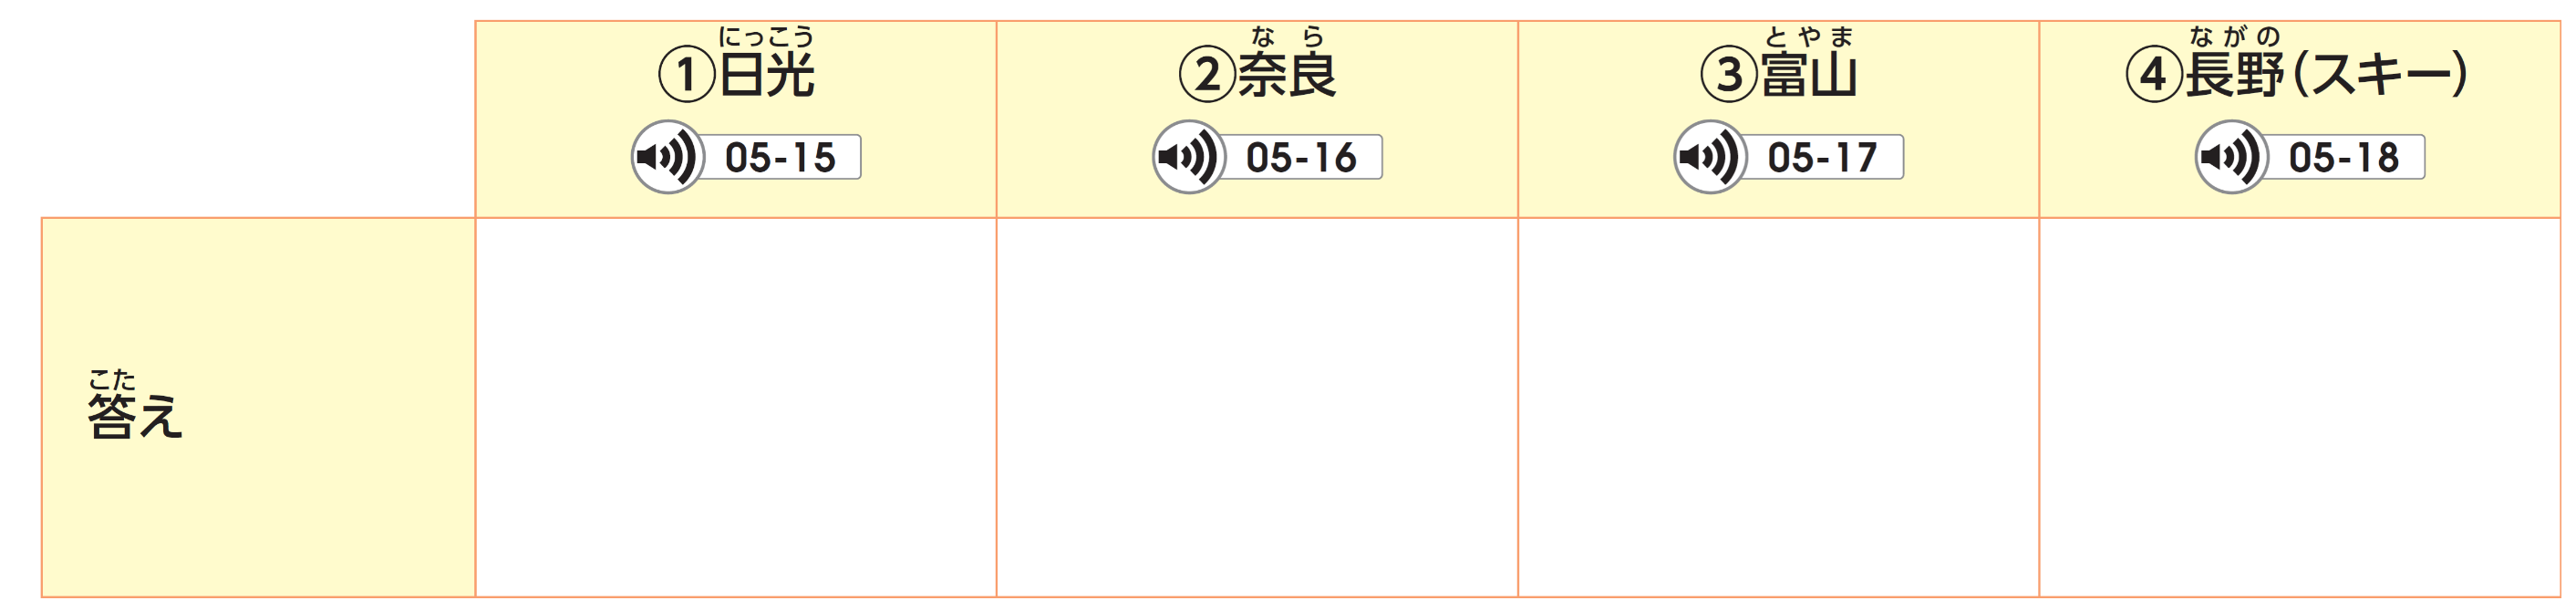 にっこう なら とやま ながの
①日光 ②奈良 ③富山 ④長野(スキー)
05-15 05-16 05-17 05-18
こた
答え